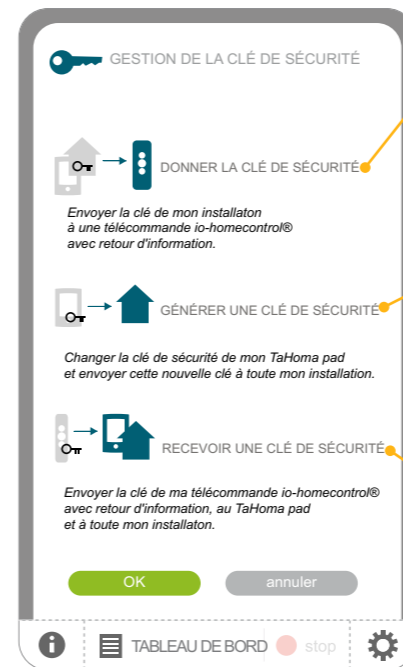 GESTION DE LA CLÉ DE SÉCURITÉ
DONNER LA CLÉ DE SÉCURITÉ
Envoyer la clé de mon installaton
à une télécommande io-homecontrol®
avec retour d'information.
GÉNÉRER UNE CLÉ DE SÉCURITÉ
Changer la clé de sécurité de mon TaHoma pad
et envoyer cette nouvelle clé à toute mon installation.
RECEVOIR UNE CLÉ DE SÉCURITÉ
Envoyer la clé de ma télécommande io-homecontrol®
avec retour d'information, au TaHoma pad
et à toute mon installaton.
OK annuler
i TABLEAU DE BORD stop